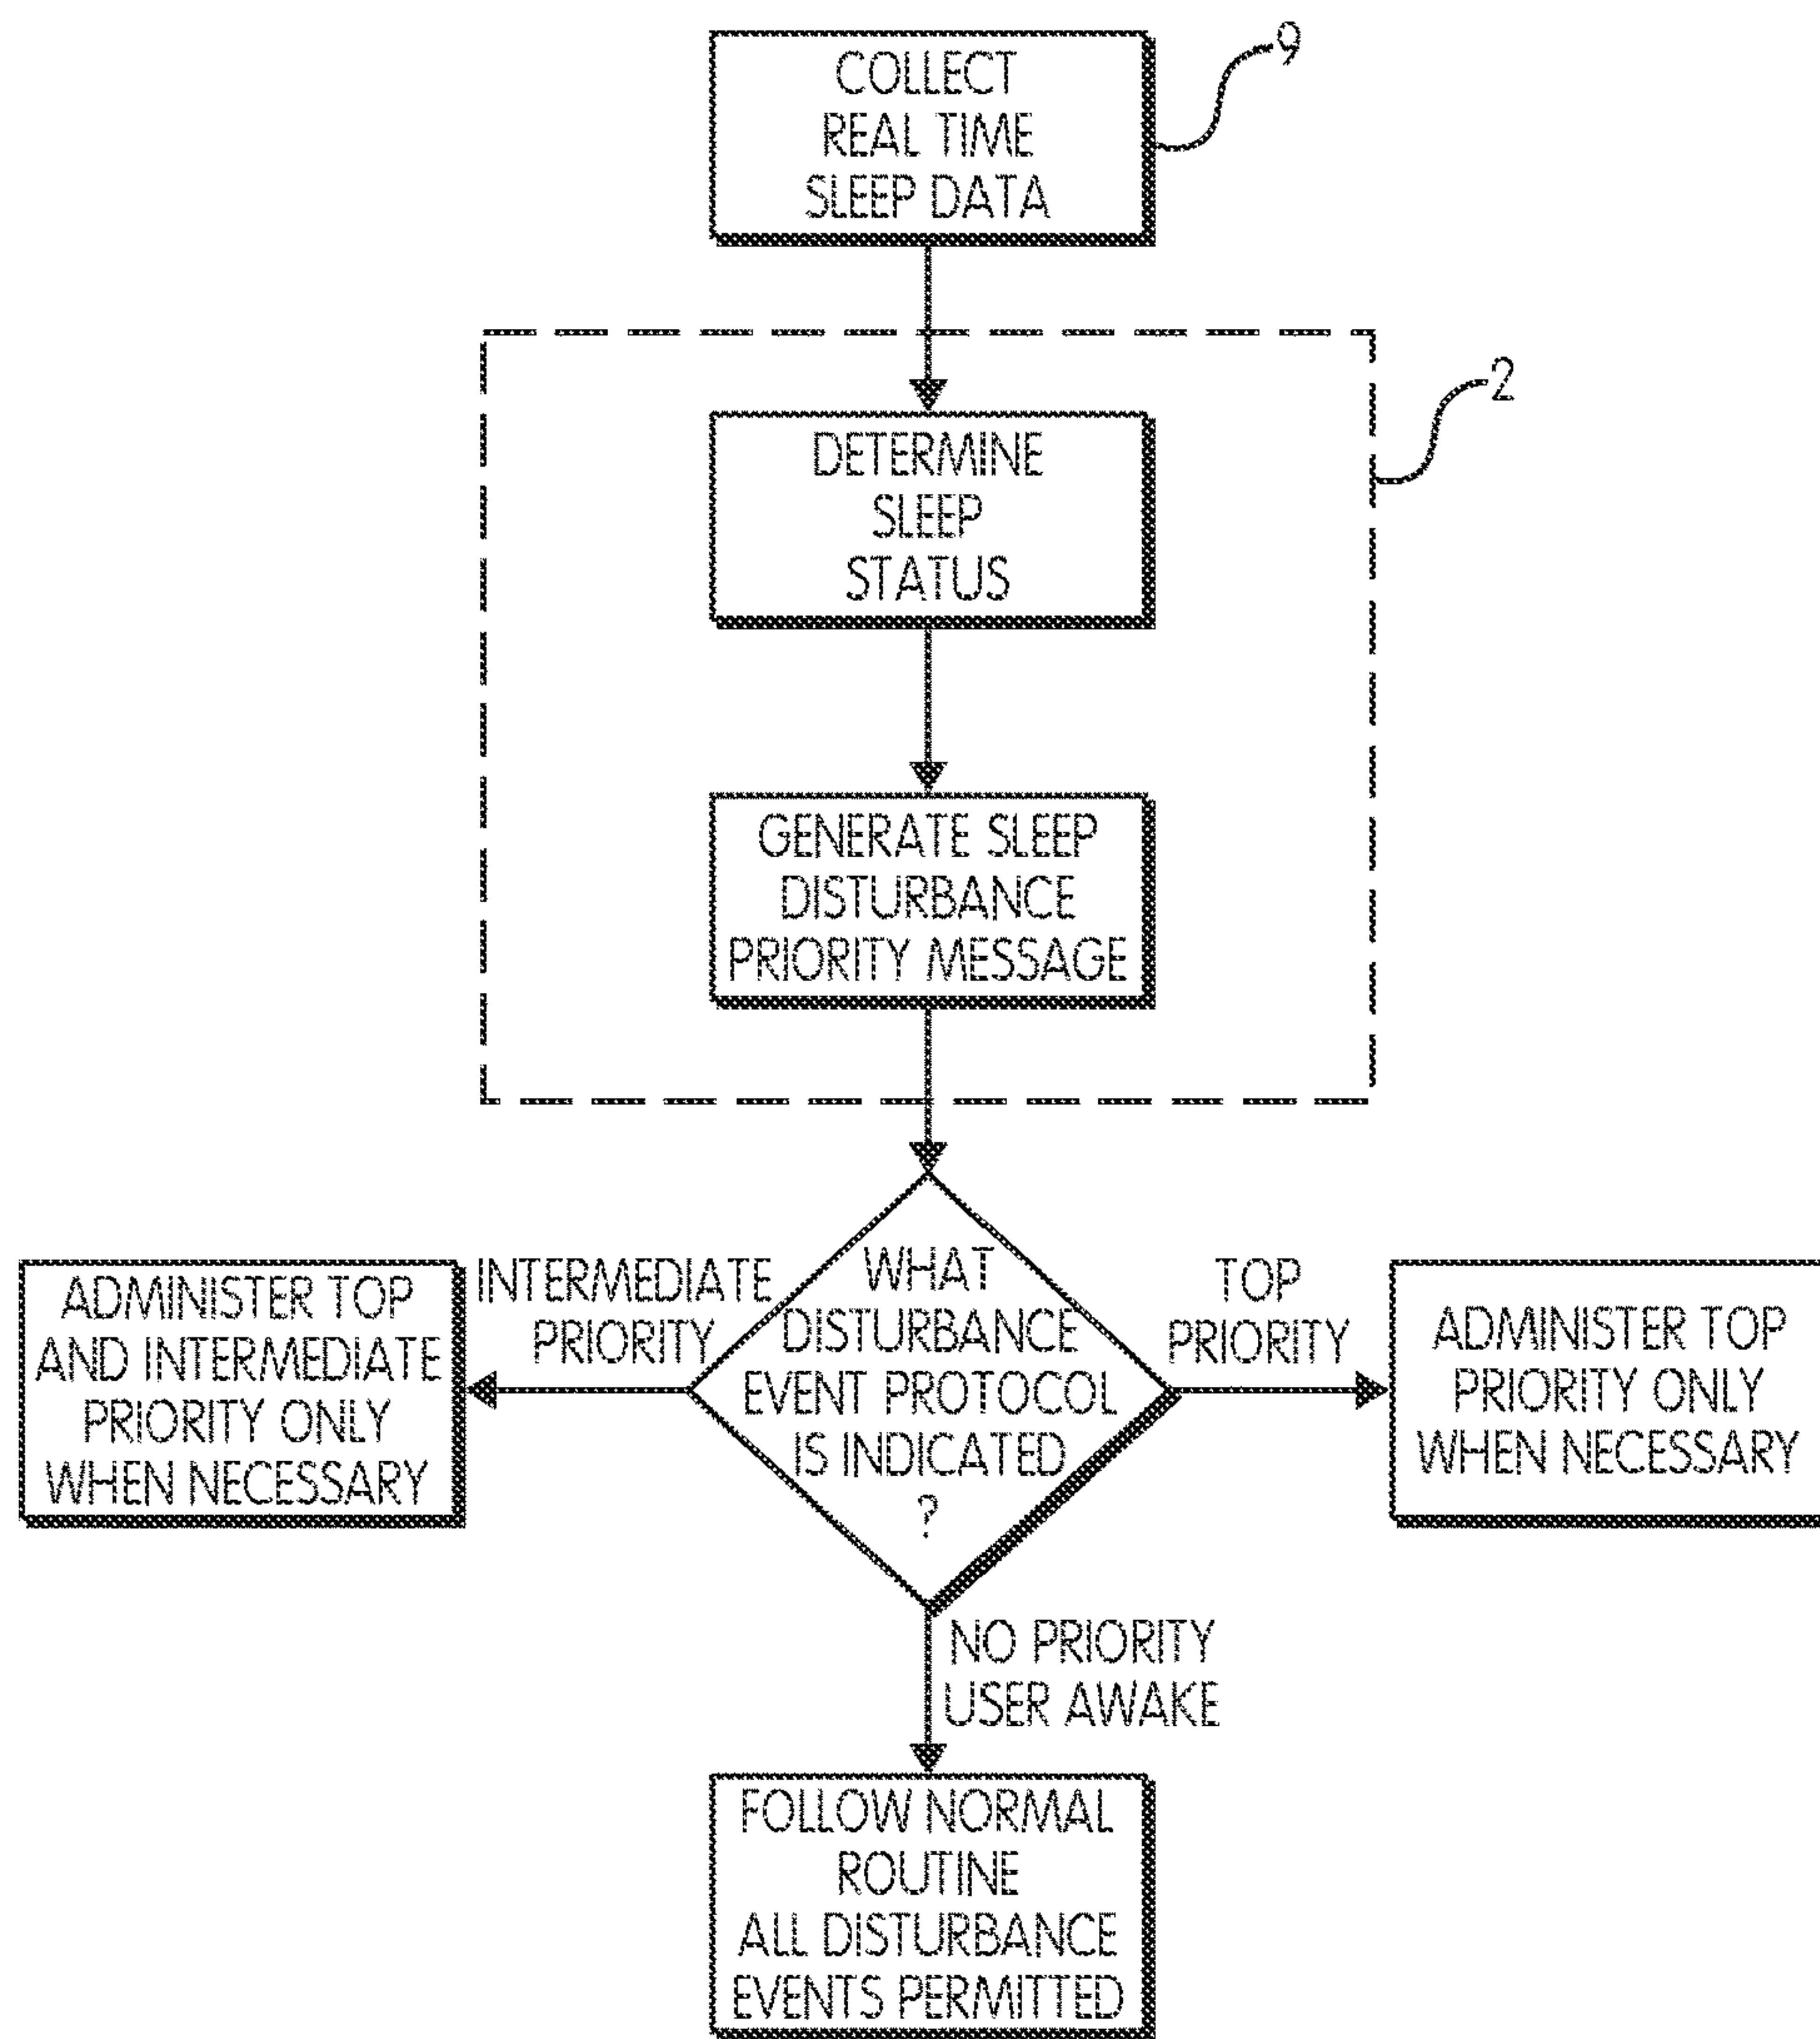 COLLECT
REAL TIME
SLEEP DATA
9
2
DETERMINE
SLEEP
STATUS
GENERATE SLEEP
DISTURBANCE
PRIORITY MESSAGE
ADMINISTER TOP
AND INTERMEDIATE
PRIORITY ONLY
WHEN NECESSARY
INTERMEDIATE
PRIORITY
WHAT
DISTURBANCE
EVENT PROTOCOL
IS INDICATED
?
TOP
PRIORITY
ADMINISTER TOP
PRIORITY ONLY
WHEN NECESSARY
NO PRIORITY
USER AWAKE
FOLLOW NORMAL
ROUTINE
ALL DISTURBANCE
EVENTS PERMITTED